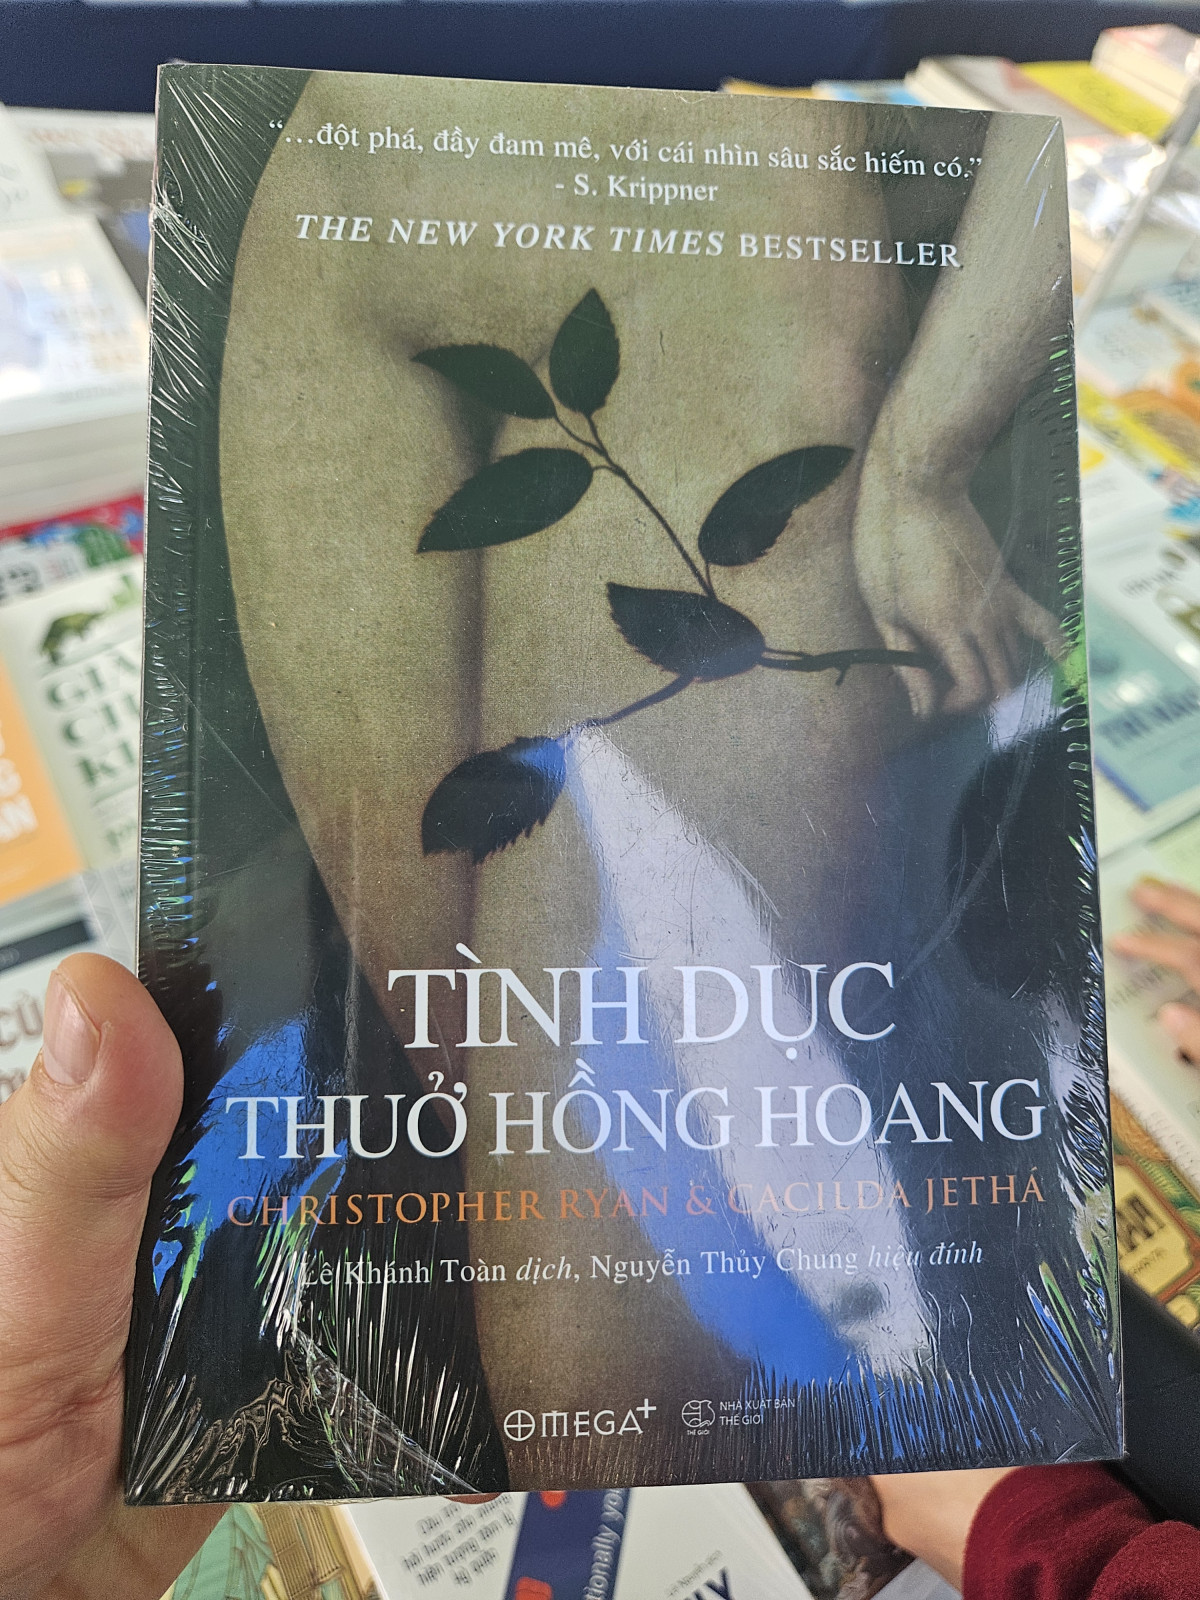 “...đột phá, đầy đam mê, với cái nhìn sâu sắc hiếm có.”
- S. Krippner
THE NEW YORK TIMES BESTSELLER
TÌNH DỤC
THUỞ HỒNG HOANG
CHRISTOPHER RYAN & CACILDA JETHÁ
Lê Khánh Toàn dịch, Nguyễn Thủy Chung hiệu đính
OMEGA+
NHÀ XUẤT BẢN
THẾ GIỚI
THẾ GIỚI